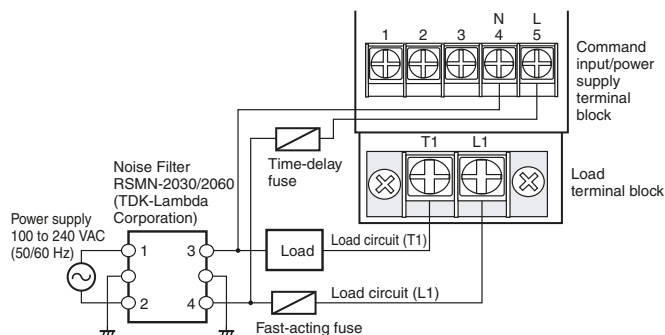 N L
1 2 3 4 5
Command
input/power
supply
terminal
block
T1 L1
Time-delay
fuse
Load
terminal block
Noise Filter
RSMN-2030/2060
(TDK-Lambda
Corporation)
Power supply
100 to 240 VAC
(50/60 Hz)
1 3
Load
Load circuit (T1)
2 4
Load circuit (L1)
Fast-acting fuse